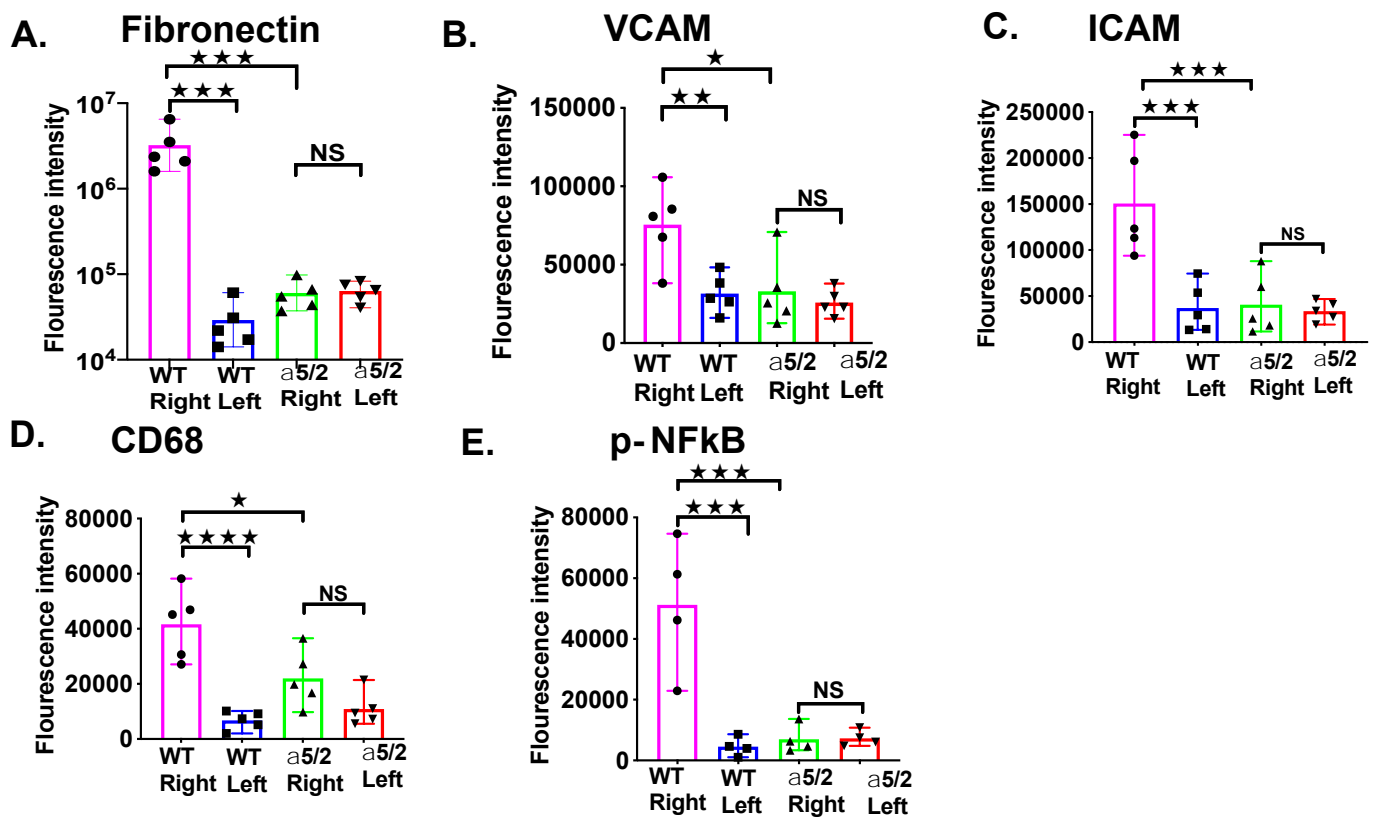 A. Fibronectin
★★★
★★★
NS
Flourescence intensity
10^7
10^6
10^5
10^4
WT Right
WT Left
a5/2 Right
a5/2 Left
B. VCAM
★
★★
NS
Flourescence intensity
150000
100000
50000
0
WT Right
WT Left
a5/2 Right
a5/2 Left
C. ICAM
★★★
★★★
NS
Flourescence intensity
250000
200000
150000
100000
50000
0
WT Right
WT Left
a5/2 Right
a5/2 Left
D. CD68
★
★★★★
NS
Flourescence intensity
80000
60000
40000
20000
0
WT Right
WT Left
a5/2 Right
a5/2 Left
E. p-NFkB
★★★
★★★
NS
Flourescence intensity
80000
60000
40000
20000
0
WT Right
WT Left
a5/2 Right
a5/2 Left